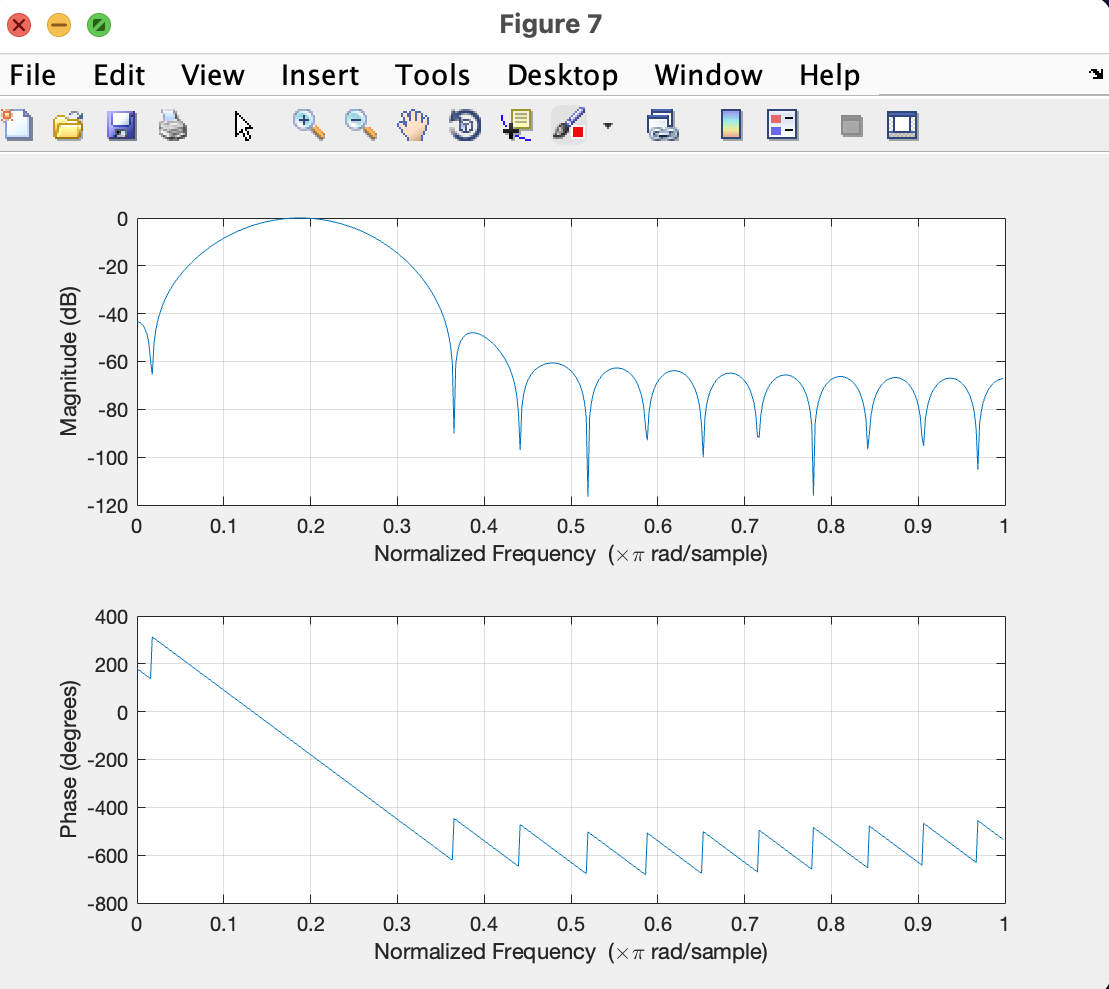 Figure 7
File Edit View Insert Tools Desktop Window Help
0
-20
-40
-60
-80
-100
-120
Magnitude (dB)
0 0.1 0.2 0.3 0.4 0.5 0.6 0.7 0.8 0.9 1
Normalized Frequency (×π rad/sample)
400
200
0
-200
-400
-600
-800
Phase (degrees)
0 0.1 0.2 0.3 0.4 0.5 0.6 0.7 0.8 0.9 1
Normalized Frequency (×π rad/sample)